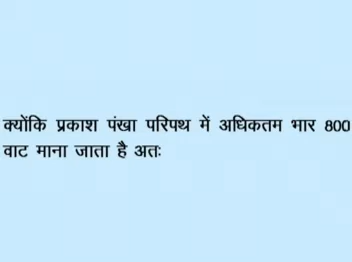 क्योंकि प्रकाश पंखा परिपथ में अधिकतम भार 800
वाट माना जाता है अतः